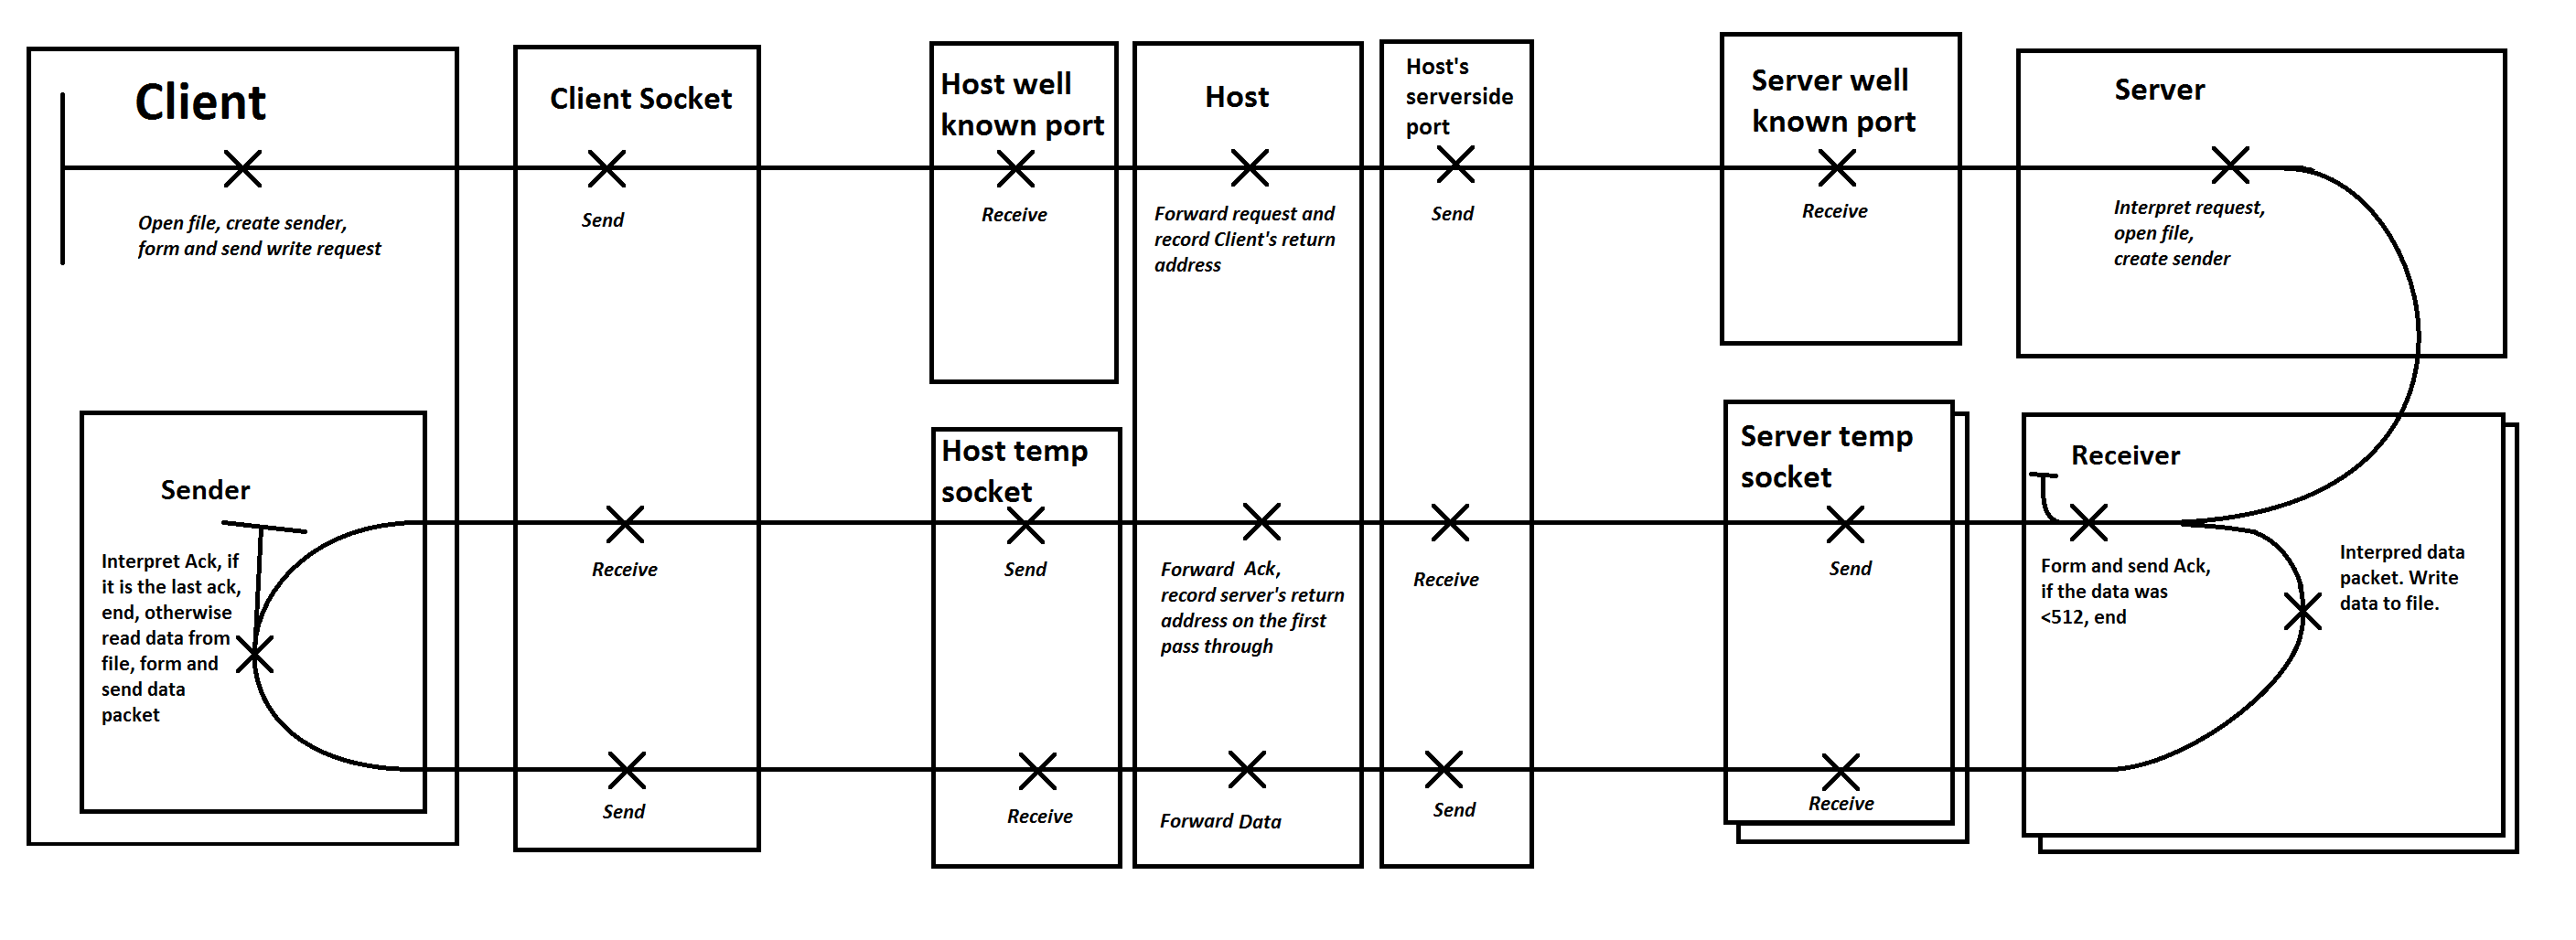 Client
Open file, create sender,
form and send write request
Client Socket
Send
Host well
known port
Receive
Host
Forward request and
record Client's return
address
Host's
serverside
port
Send
Server well
known port
Receive
Server
Interpret request,
open file,
create sender
Sender
Interpret Ack, if
it is the last ack,
end, otherwise
read data from
file, form and
send data
packet
Receive
Send
Host temp
socket
Send
Receive
Forward Ack,
record server's return
address on the first
pass through
Forward Data
Receive
Send
Server temp
socket
Send
Receive
Receiver
Form and send Ack,
if the data was
<512, end
Interpred data
packet. Write
data to file.